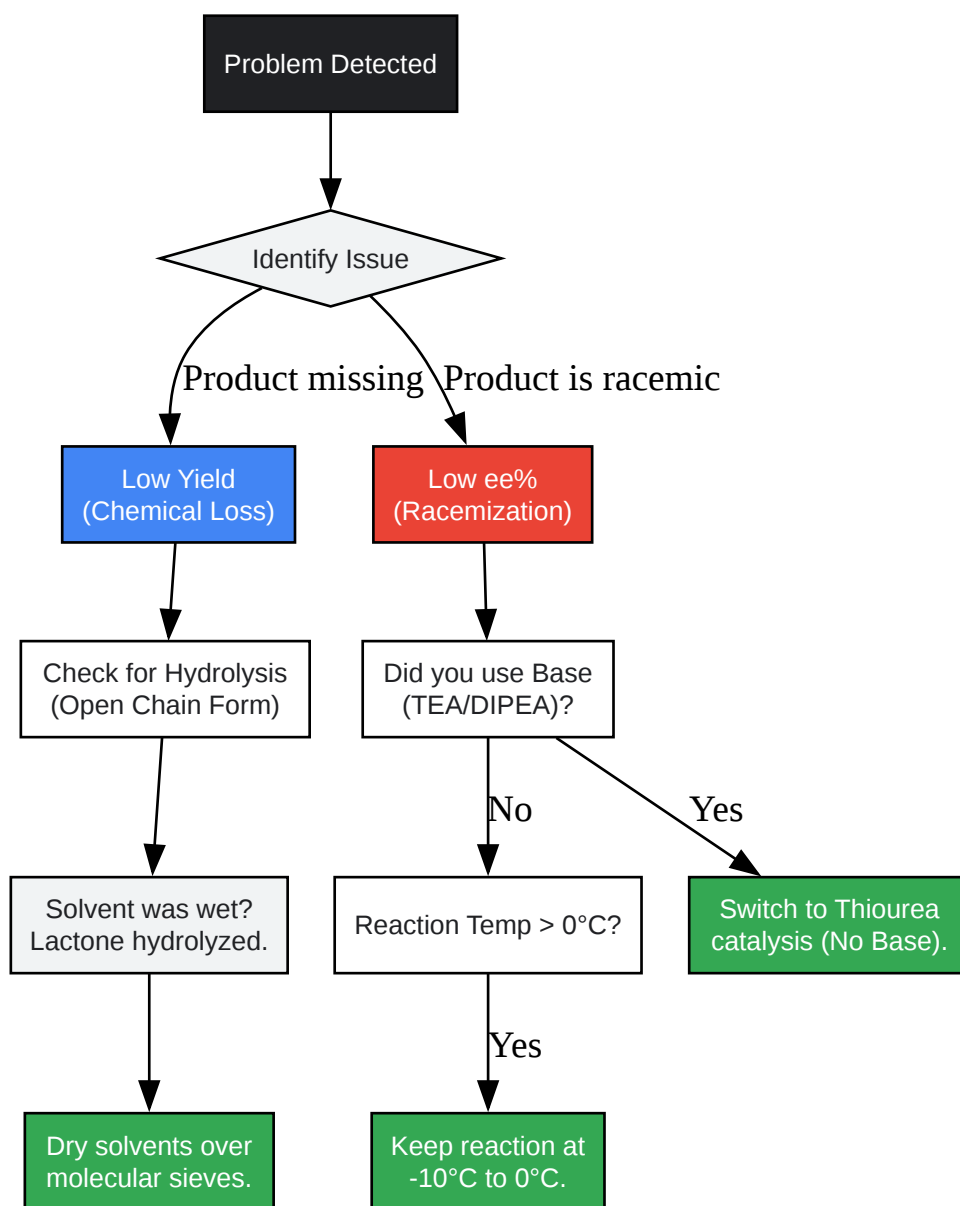 Problem Detected
Identify Issue
Product missing
Product is racemic
Low Yield
(Chemical Loss)
Low ee%
(Racemization)
Check for Hydrolysis
(Open Chain Form)
Did you use Base
(TEA/DIPEA)?
No
Yes
Solvent was wet?
Lactone hydrolyzed.
Reaction Temp > 0°C?
Switch to Thiourea
catalysis (No Base).
Yes
Dry solvents over
molecular sieves.
Keep reaction at
-10°C to 0°C.